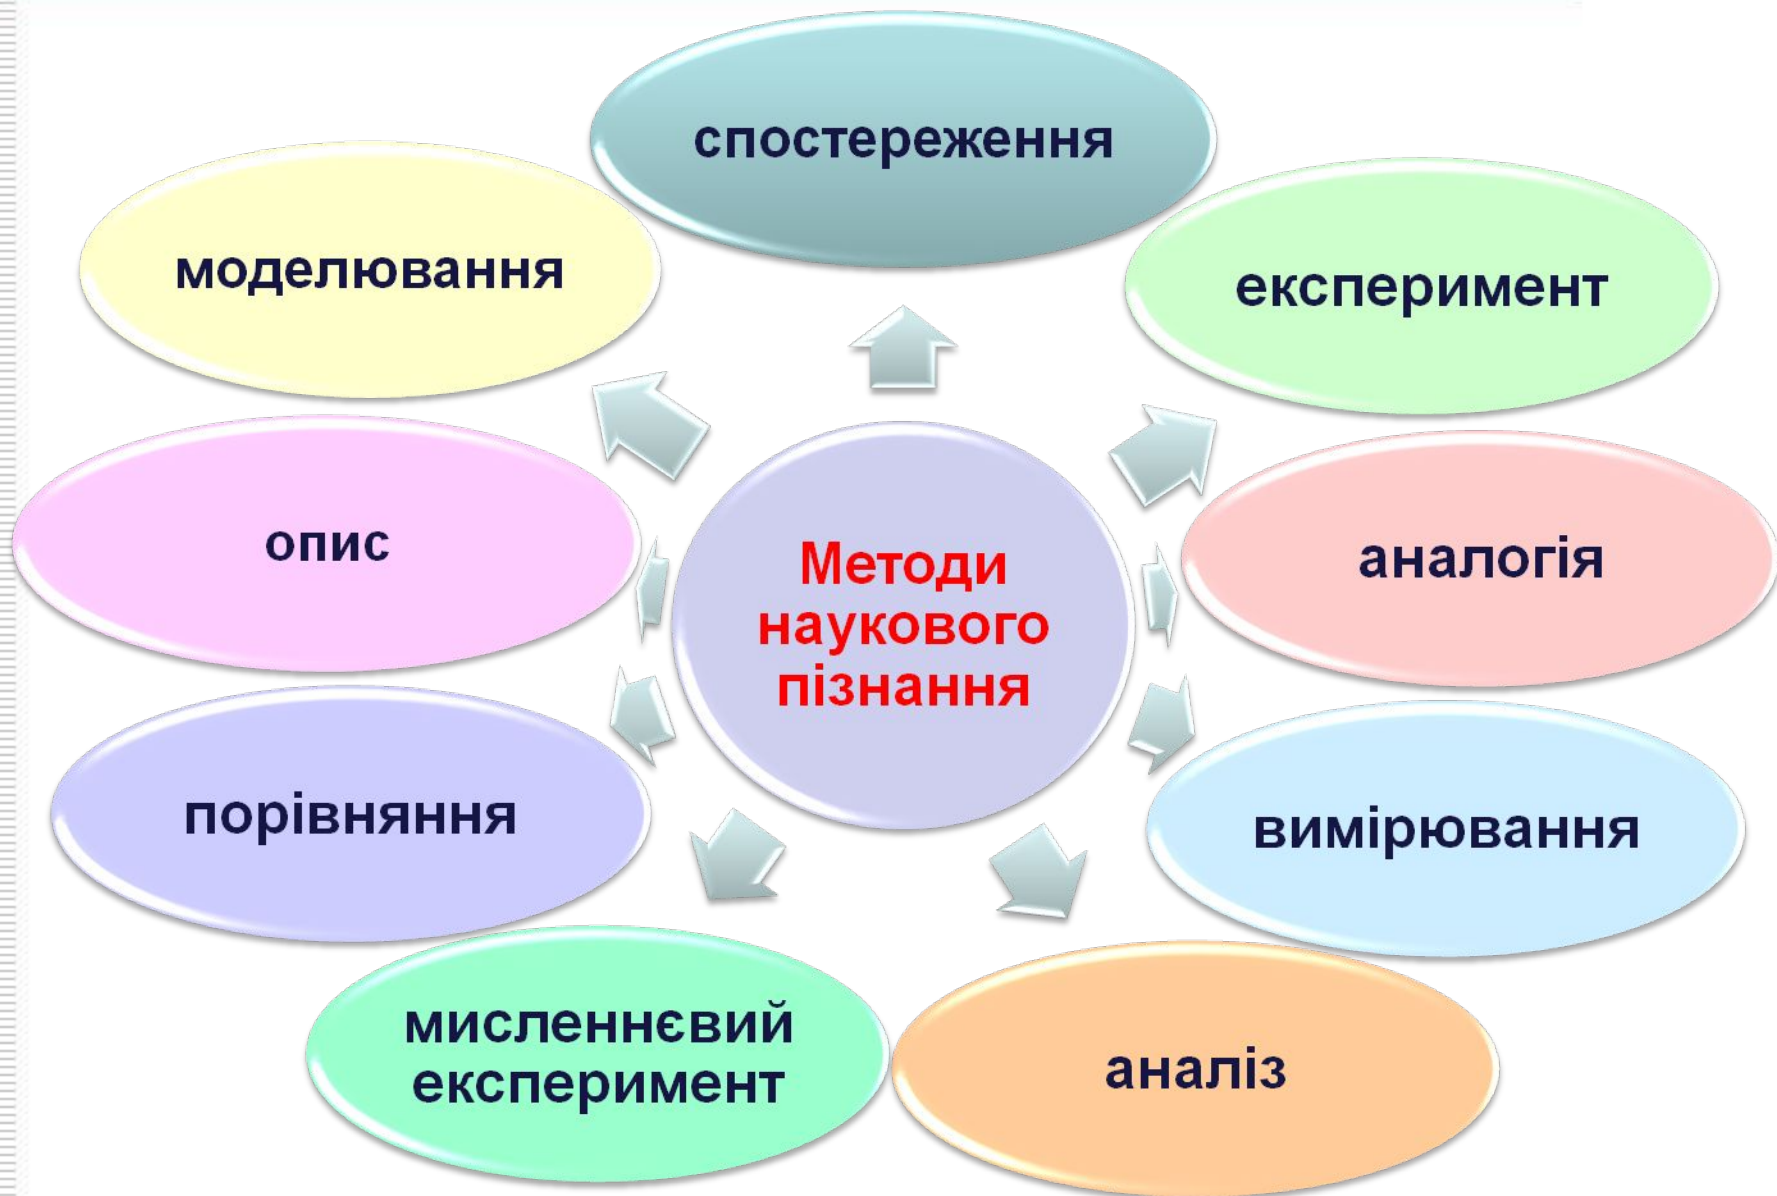 спостереження
моделювання
експеримент
опис
аналогія
Методи
наукового
пізнання
порівняння
вимірювання
мисленнєвий
експеримент
аналіз